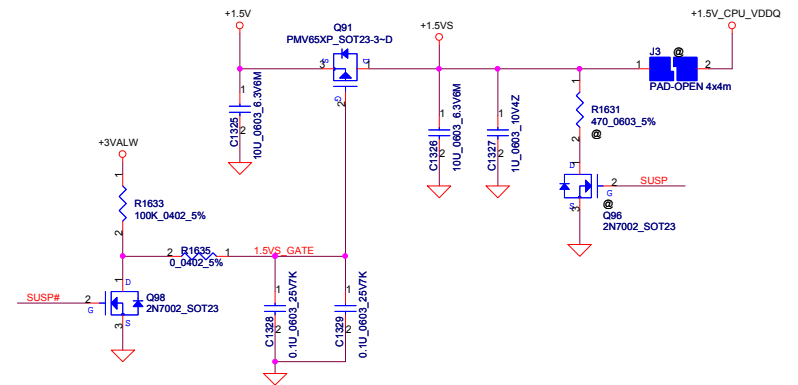 +1.5V
Q91
PMV65XP_SOT23-3~D
+1.5VS
+1.5V_CPU_VDDQ
S
3
D
1
G
2
J3
@
1
2
PAD-OPEN 4x4m
1
2
C1325
10U_0603_6.3V6M
1
2
C1326
10U_0603_6.3V6M
1
2
C1327
1U_0603_10V4Z
1
R1631
470_0603_5%
2
@
+3VALW
1
R1633
100K_0402_5%
2
D
G
2
SUSP
S
3
@
Q96
2N7002_SOT23
2
R1635
1
0_0402_5%
1.5VS_GATE
SUSP#
2
G
1
D
S
3
Q98
2N7002_SOT23
1
2
C1328
0.1U_0603_25V7K
1
2
C1329
0.1U_0603_25V7K